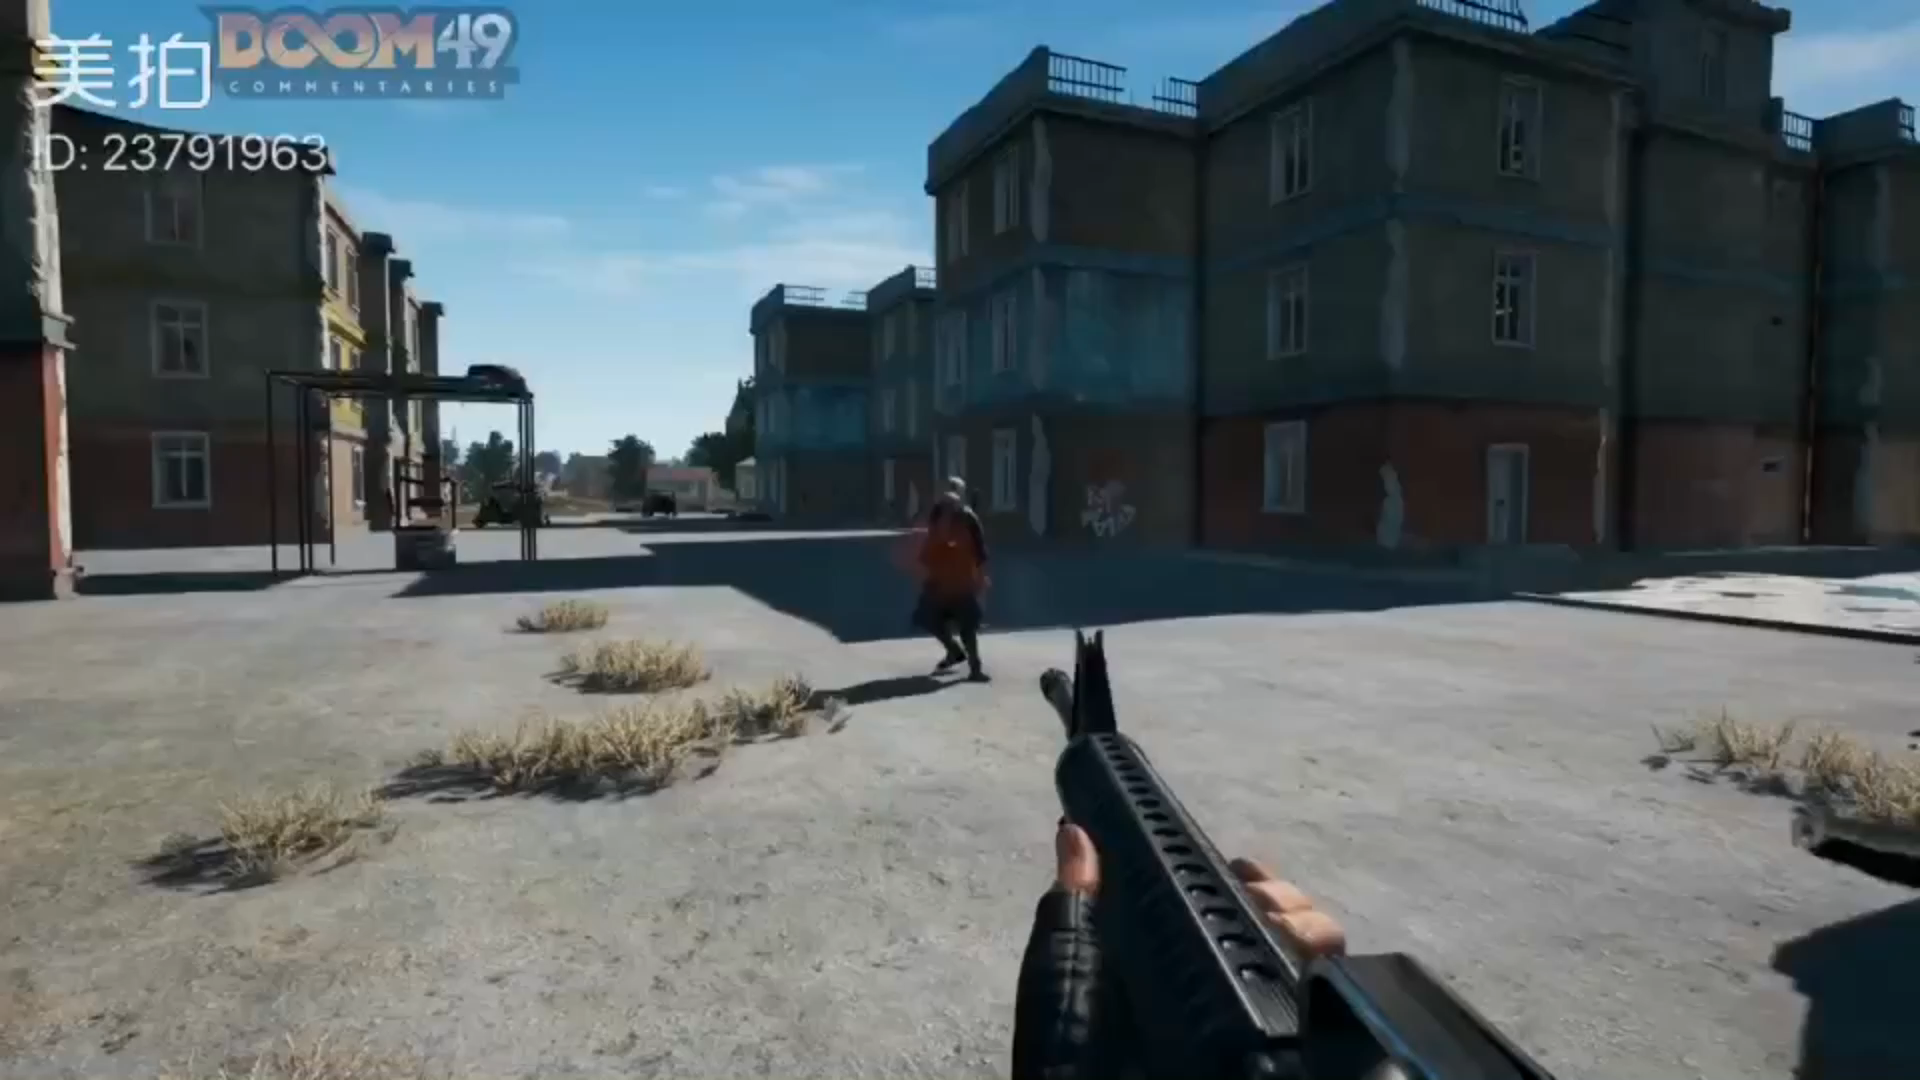 美拍
DOOM49
COMMENTARIES
ID: 23791963